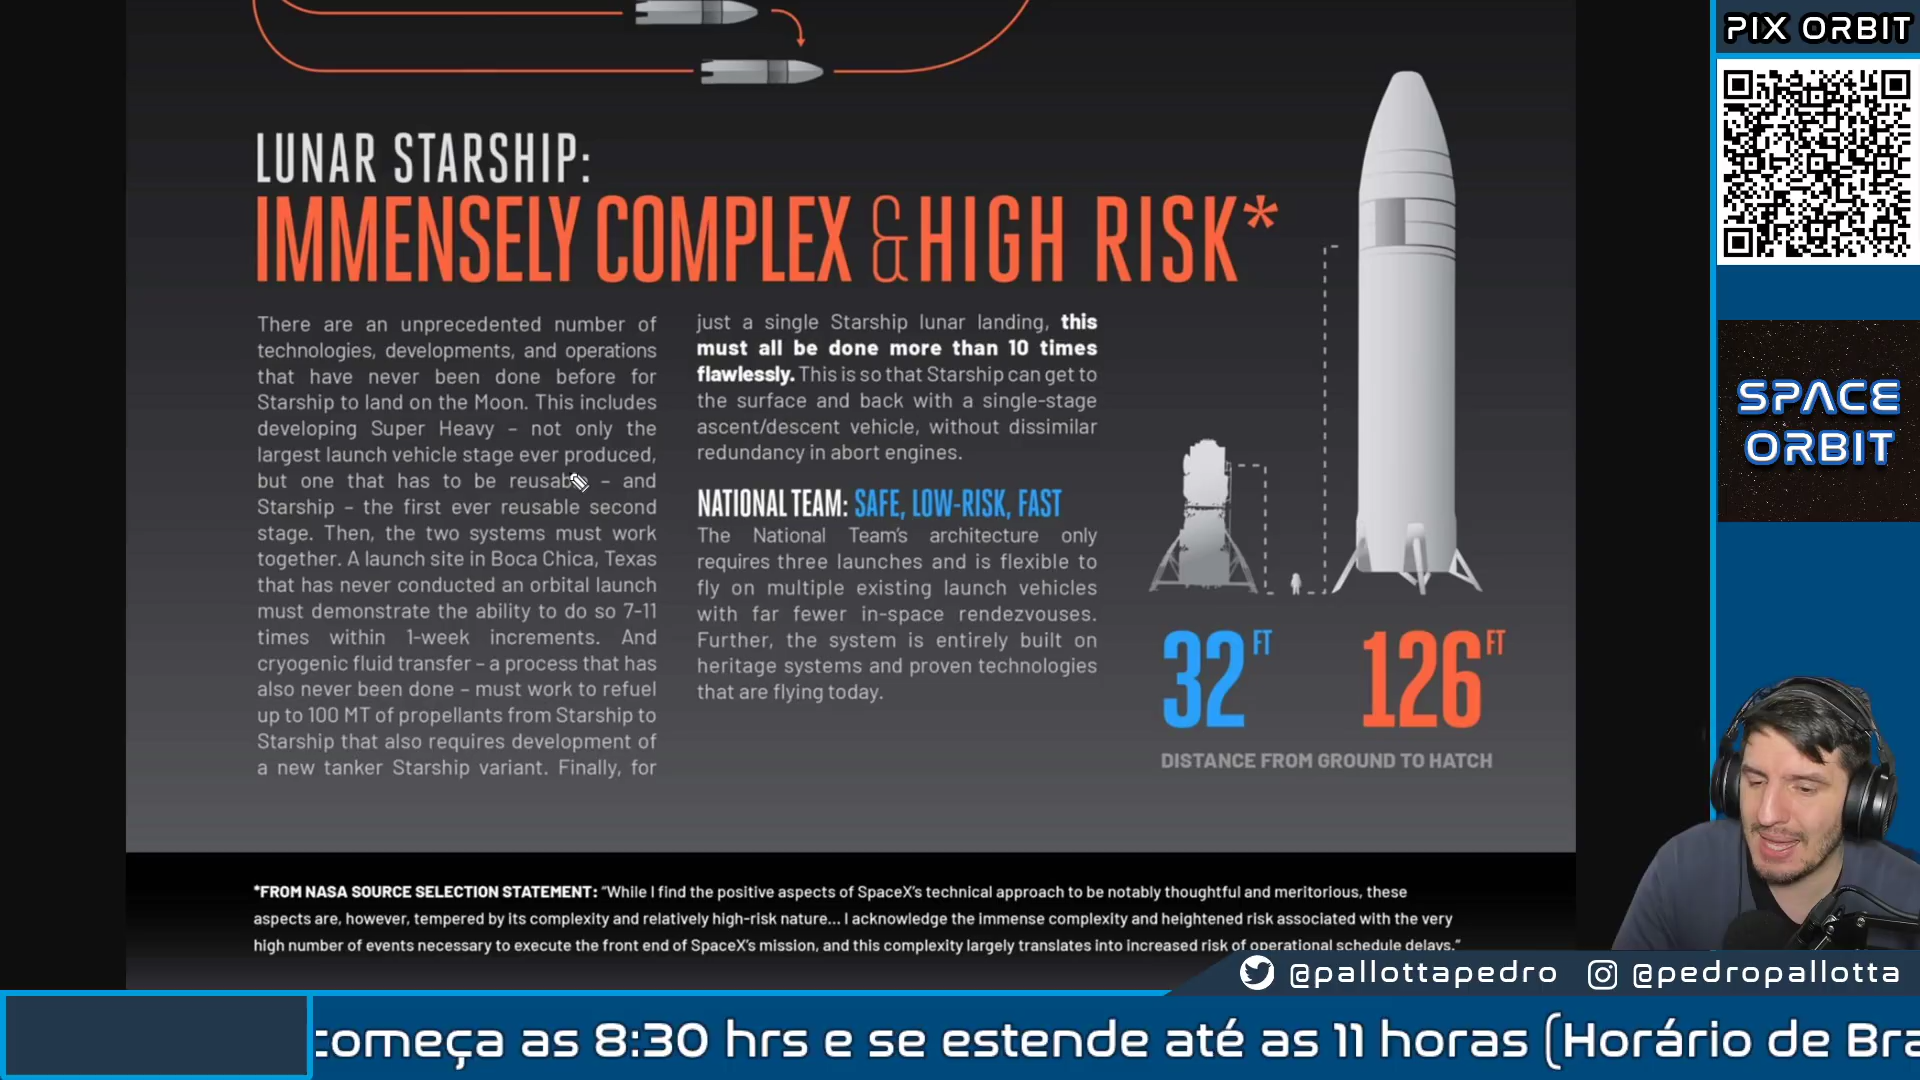 PIX ORBIT
LUNAR STARSHIP:
IMMENSELY COMPLEX & HIGH RISK*
There are an unprecedented number of
technologies, developments, and operations
that have never been done before for
Starship to land on the Moon. This includes
developing Super Heavy – not only the
largest launch vehicle stage ever produced,
but one that has to be reusable – and
Starship – the first ever reusable second
stage. Then, the two systems must work
together. A launch site in Boca Chica, Texas
that has never conducted an orbital launch
must demonstrate the ability to do so 7-11
times within 1-week increments. And
cryogenic fluid transfer – a process that has
also never been done – must work to refuel
up to 100 MT of propellants from Starship to
Starship that also requires development of
a new tanker Starship variant. Finally, for
just a single Starship lunar landing, this
must all be done more than 10 times
flawlessly. This is so that Starship can get to
the surface and back with a single-stage
ascent/descent vehicle, without dissimilar
redundancy in abort engines.
NATIONAL TEAM: SAFE, LOW-RISK, FAST
The National Team's architecture only
requires three launches and is flexible to
fly on multiple existing launch vehicles
with far fewer in-space rendezvouses.
Further, the system is entirely built on
heritage systems and proven technologies
that are flying today.
32 FT
126 FT
DISTANCE FROM GROUND TO HATCH
SPACE
ORBIT
*FROM NASA SOURCE SELECTION STATEMENT: "While I find the positive aspects of SpaceX's technical approach to be notably thoughtful and meritorious, these
aspects are, however, tempered by its complexity and relatively high-risk nature... I acknowledge the immense complexity and heightened risk associated with the very
high number of events necessary to execute the front end of SpaceX's mission, and this complexity largely translates into increased risk of operational schedule delays."
@pallottapedro @pedropallotta
começa as 8:30 hrs e se estende até as 11 horas (Horário de Bra